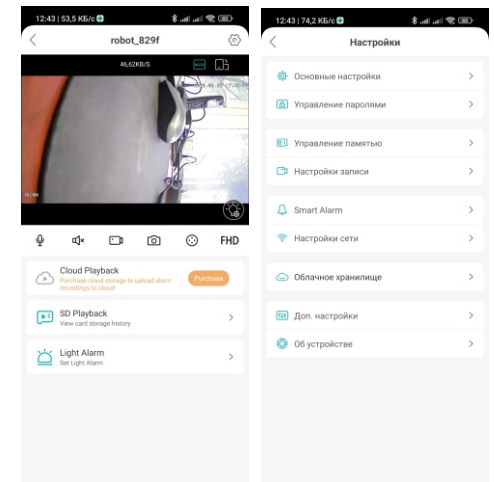 12:43 | 53,5 КБ/с
robot_829f
46,62KB/S
AUTO
FHD
Cloud Playback
Purchase cloud storage to upload alarm
recordings to cloud!
Purchase
SD Playback
View card storage history
Light Alarm
Set Light Alarm
12:43 | 74,2 КБ/с
Настройки
Основные настройки
Управление паролями
Управление памятью
Настройки записи
Smart Alarm
Настройки сети
Облачное хранилище
Доп. настройки
Об устройстве